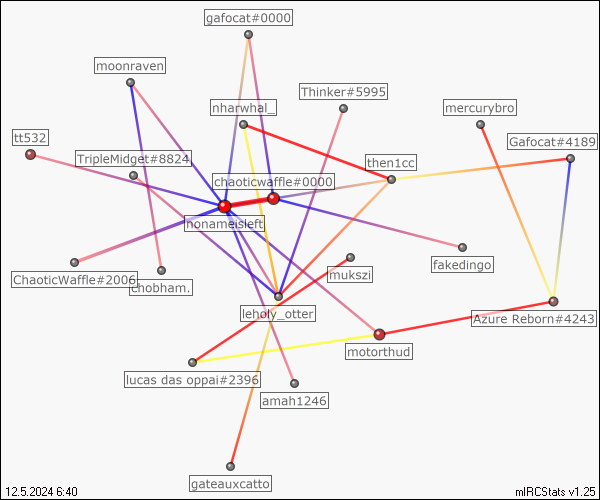 gafocat#0000
moonraven
Thinker#5995
nharwhal_
mercurybro
tt532
Gafocat#4189
TripleMidget#8824
then1cc
chaoticwaffle#0000
nonameisleft
fakedingo
mukszi
ChaoticWaffle#2006
chobham.
leholy_otter
Azure Reborn#4243
motorthud
lucas das oppai#2396
amah1246
gateauxcatto
12.5.2024 6:40
mIRCStats v1.25